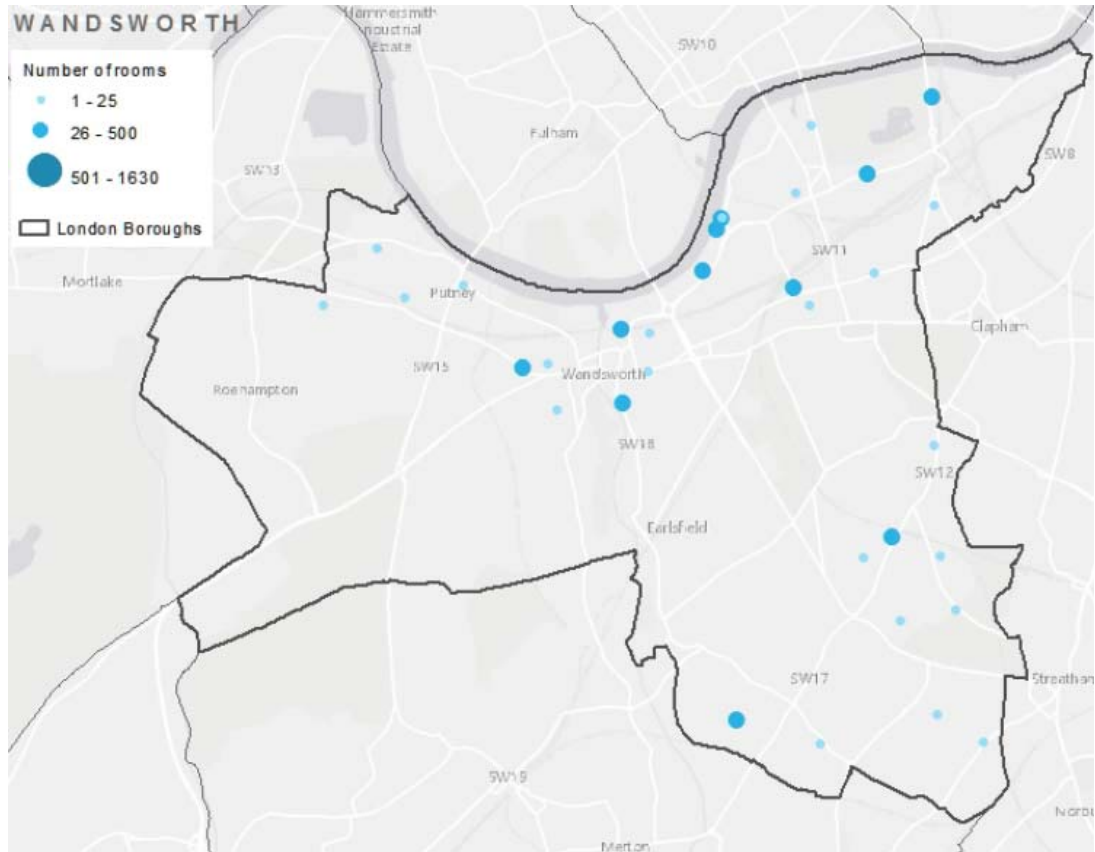 WANDSWORTH
Number of rooms
1 - 25
26 - 500
501 - 1630
London Boroughs
Hammersmith
Industrial
Estate
SW10
Fulham
SW13
SW8
Mortlake
Putney
SW11
Clapham
Roehampton
SW15
Wandsworth
SW18
SW12
Earlsfield
SW17
Streatham
SW19
Merton